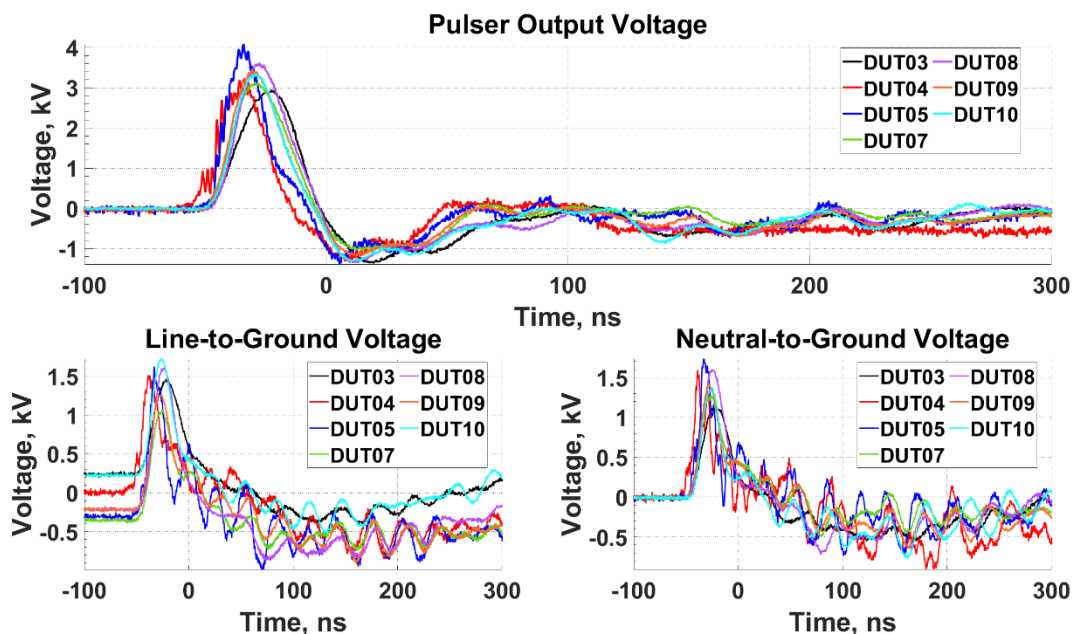 Pulser Output Voltage
Voltage, kV
4
3
2
1
0
-1
DUT03 DUT08
DUT04 DUT09
DUT05 DUT10
DUT07
-100 0 100 200 300
Time, ns
Line-to-Ground Voltage
Voltage, kV
1.5
1
0.5
0
-0.5
DUT03 DUT08
DUT04 DUT09
DUT05 DUT10
DUT07
-100 0 100 200 300
Time, ns
Neutral-to-Ground Voltage
Voltage, kV
1.5
1
0.5
0
-0.5
DUT03 DUT08
DUT04 DUT09
DUT05 DUT10
DUT07
-100 0 100 200 300
Time, ns